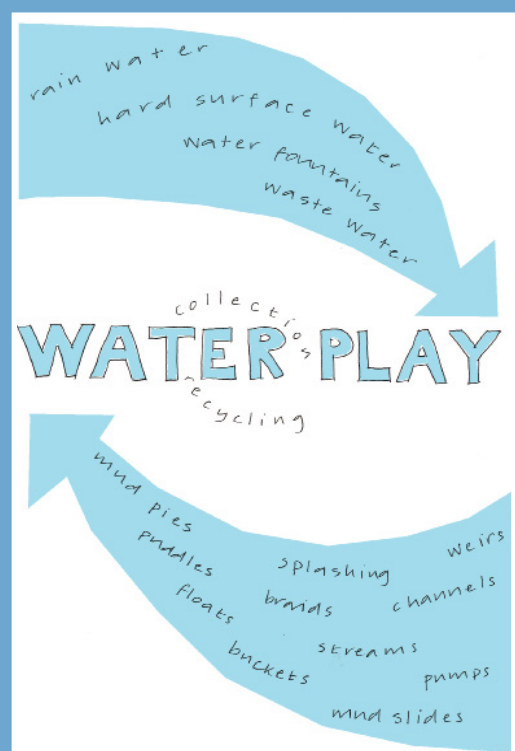 rain water
hard surface water
water fountains
waste water
collection
WATER PLAY
recycling
mud pies
puddles
floats
buckets
splashing
braids
streams
mud slides
weirs
channels
pumps